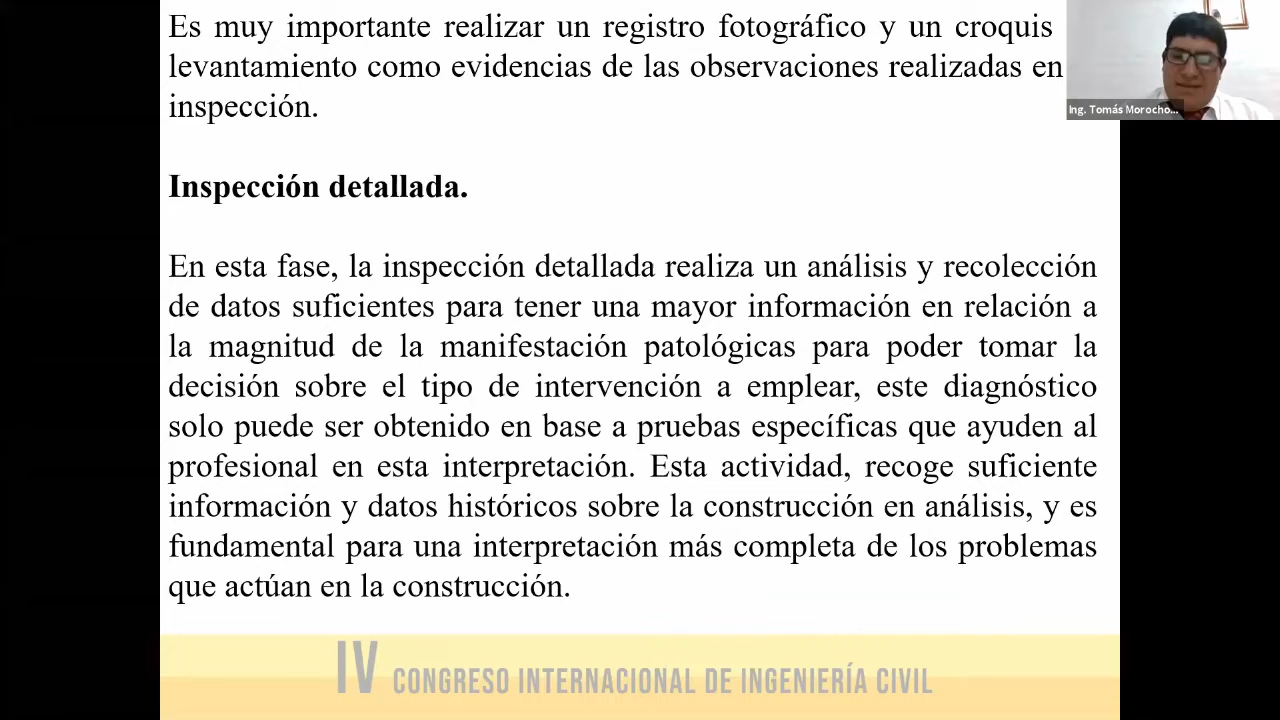 Es muy importante realizar un registro fotográfico y un croquis
levantamiento como evidencias de las observaciones realizadas en
inspección.
Ing. Tomás Morocho...
Inspección detallada.
En esta fase, la inspección detallada realiza un análisis y recolección
de datos suficientes para tener una mayor información en relación a
la magnitud de la manifestación patológicas para poder tomar la
decisión sobre el tipo de intervención a emplear, este diagnóstico
solo puede ser obtenido en base a pruebas específicas que ayuden al
profesional en esta interpretación. Esta actividad, recoge suficiente
información y datos históricos sobre la construcción en análisis, y es
fundamental para una interpretación más completa de los problemas
que actúan en la construcción.
IV CONGRESO INTERNACIONAL DE INGENIERÍA CIVIL